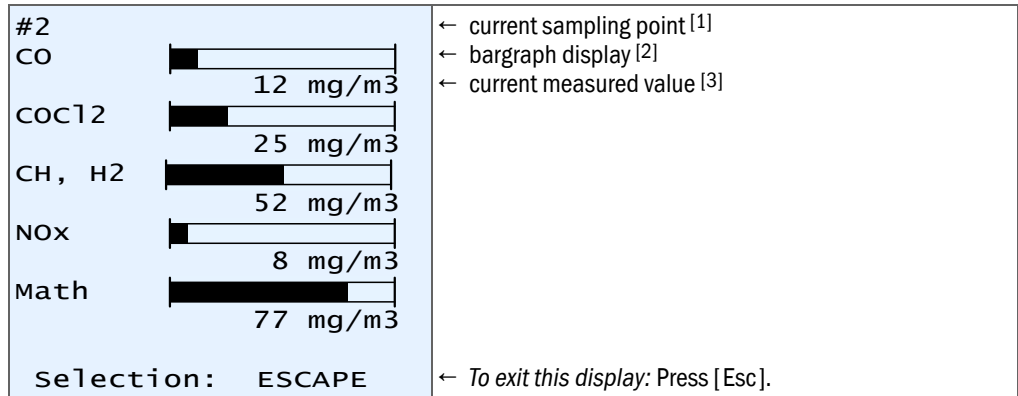 #2 ← current sampling point [1]
CO ← bargraph display [2]
12 mg/m3 ← current measured value [3]
COCl2
25 mg/m3
CH, H2
52 mg/m3
NOx
8 mg/m3
Math
77 mg/m3
Selection: ESCAPE ← To exit this display: Press [Esc].